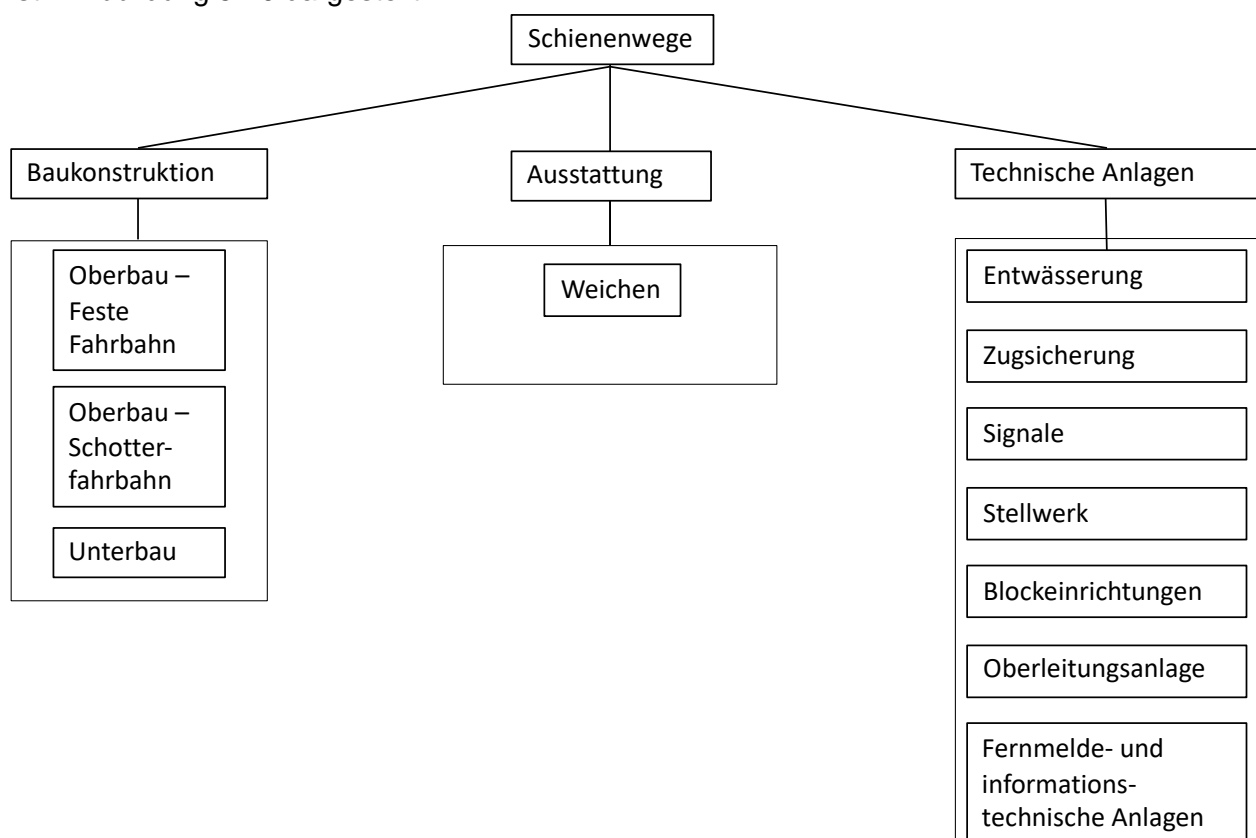 Schienenwege
Baukonstruktion
Ausstattung
Technische Anlagen
Oberbau –
Feste
Fahrbahn
Oberbau –
Schotter-
fahrbahn
Unterbau
Weichen
Entwässerung
Zugsicherung
Signale
Stellwerk
Blockeinrichtungen
Oberleitungsanlage
Fernmelde- und
informations-
technische Anlagen